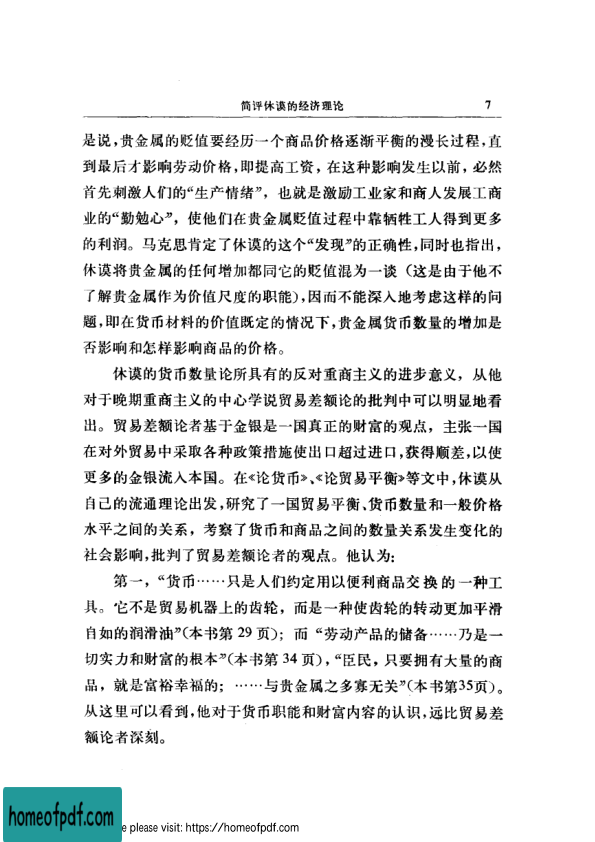 简评休谟的经济理论 7
是说，贵金属的贬值要经历一个商品价格逐渐平衡的漫长过程，直
到最后才影响劳动价格，即提高工资，在这种影响发生以前，必然
首先刺激人们的“生产情绪”，也就是激励工业家和商人发展工商
业的“勤勉心”，使他们在贵金属贬值过程中靠牺牲工人得到更多
的利润。马克思肯定了休谟的这个“发现”的正确性，同时也指出，
休谟将贵金属的任何增加都同它的贬值混为一谈（这是由于他不
了解贵金属作为价值尺度的职能），因而不能深入地考虑这样的问
题，即在货币材料的价值既定的情况下，贵金属货币数量的增加是
否影响和怎样影响商品的价格。
休谟的货币数量论所具有的反对重商主义的进步意义，从他
对于晚期重商主义的中心学说贸易差额论的批判中可以明显地看
出。贸易差额论者基于金银是一国真正的财富的观点，主张一国
在对外贸易中采取各种政策措施使出口超过进口，获得顺差，以使
更多的金银流入本国。在《论货币》、《论贸易平衡》等文中，休谟从
自己的流通理论出发，研究了一国贸易平衡、货币数量和一般价格
水平之间的关系，考察了货币和商品之间的数量关系发生变化的
社会影响，批判了贸易差额论者的观点。他认为：
第一，“货币……只是人们约定用以便利商品交换的一种工
具。它不是贸易机器上的齿轮，而是一种使齿轮的转动更加平滑
自如的润滑油”（本书第 29 页）；而“劳动产品的储备……乃是一
切实力和财富的根本”（本书第 34 页），“臣民，只要拥有大量的商
品，就是富裕幸福的；……与贵金属之多寡无关”（本书第35页）。
从这里可以看到，他对于货币职能和财富内容的认识，远比贸易差
额论者深刻。
homeofpdf.com
e please visit: https://homeofpdf.com